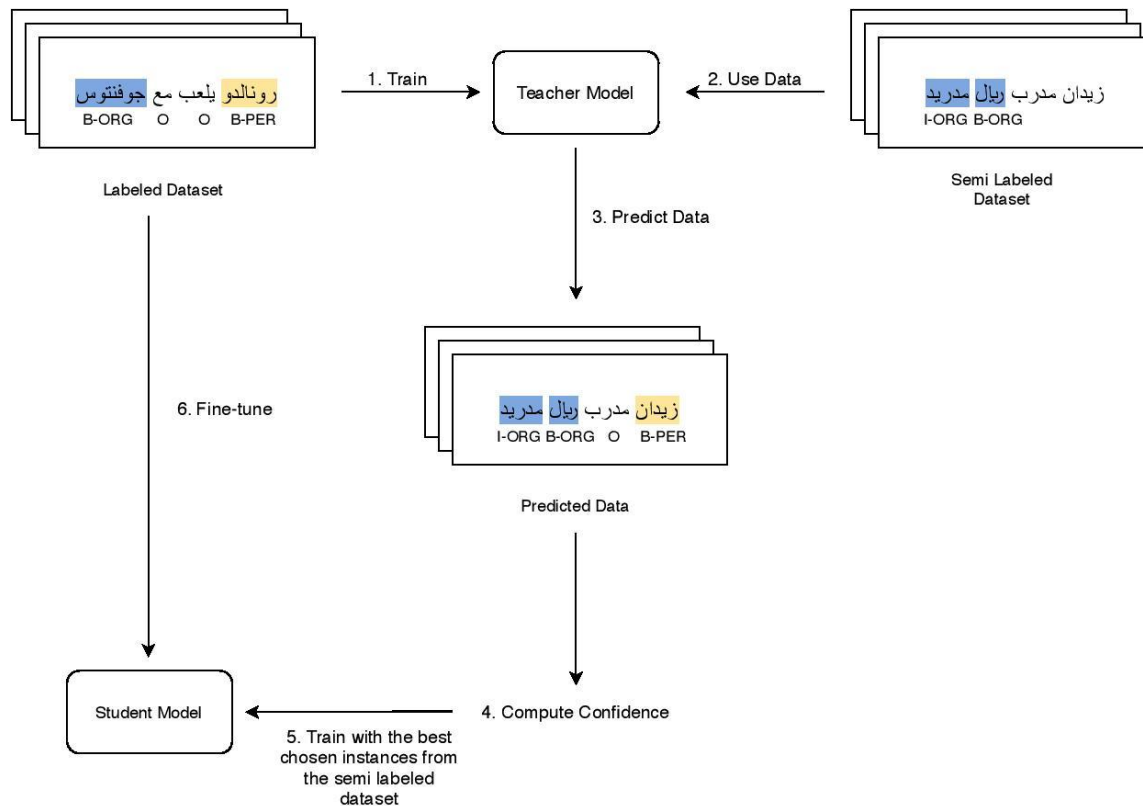 رونالدو يلعب مع جوفنتوس
B-ORG O O B-PER
Labeled Dataset
1. Train
Teacher Model
2. Use Data
زيدان مدرب ريال مدريد
I-ORG B-ORG
Semi Labeled
Dataset
3. Predict Data
زيدان مدرب ريال مدريد
I-ORG B-ORG O B-PER
Predicted Data
4. Compute Confidence
5. Train with the best
chosen instances from
the semi labeled
dataset
6. Fine-tune
Student Model